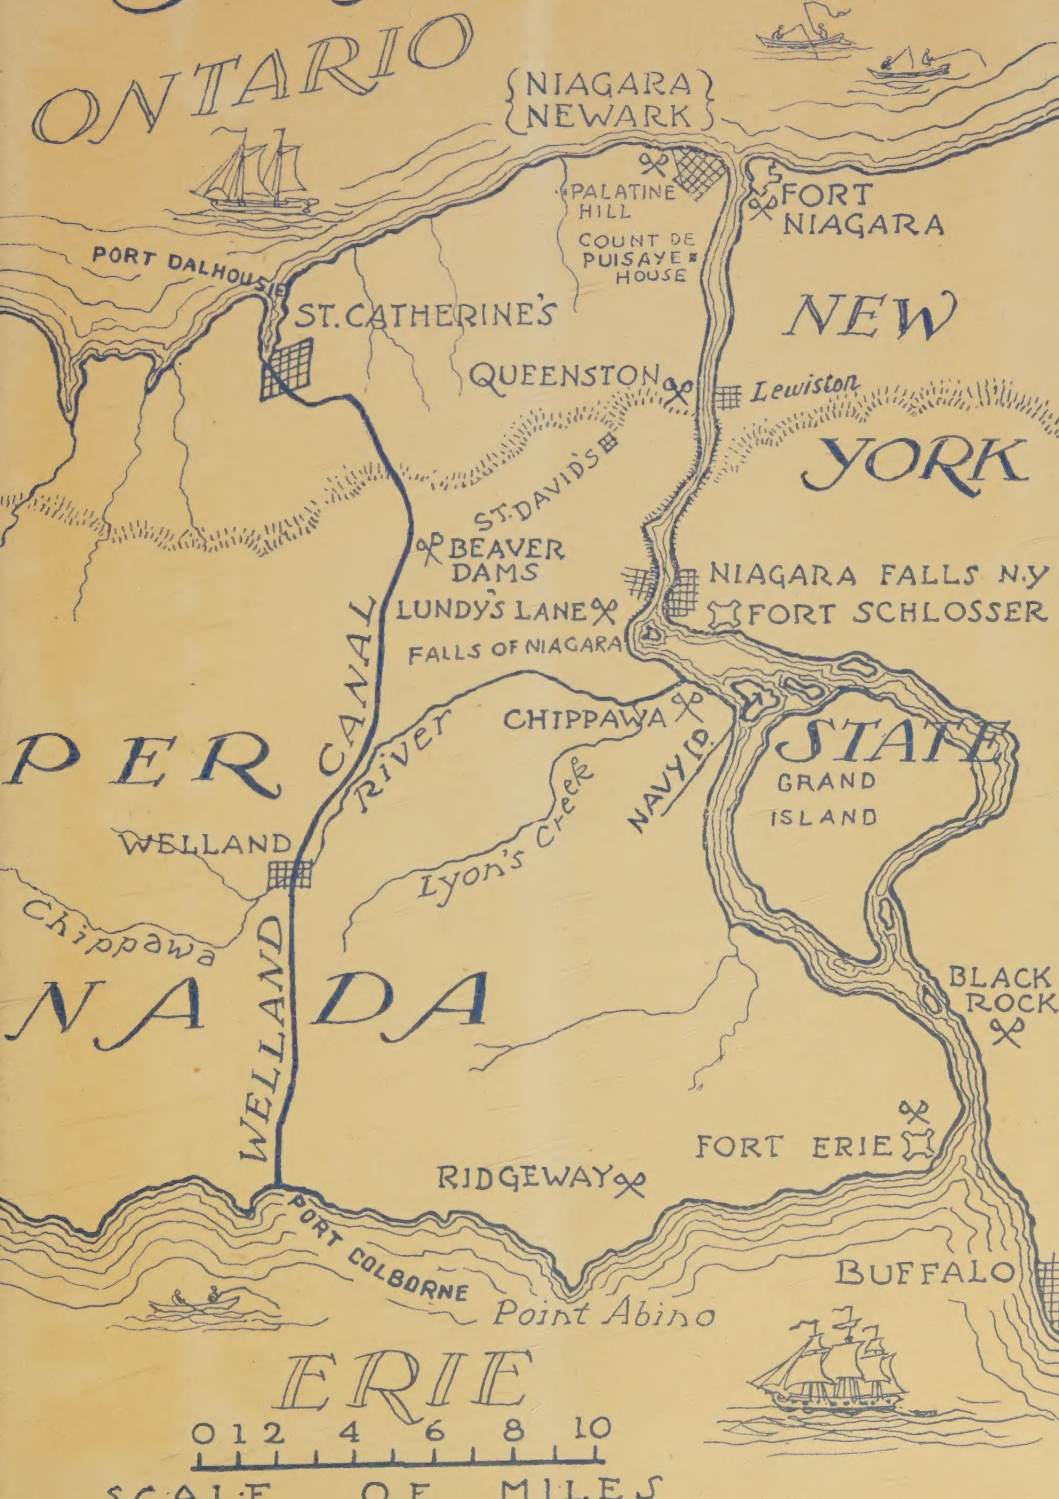 ONTARIO
{NIAGARA}
{NEWARK}
PALATINE
HILL
FORT
NIAGARA
COUNT DE
PUISAYE
HOUSE
PORT DALHOUSIE
NEW
ST. CATHERINE'S
QUEENSTON
Lewiston
YORK
ST. DAVID'S
BEAVER
DAMS
NIAGARA FALLS N.Y
LUNDY'S LANE
FORT SCHLOSSER
FALLS OF NIAGARA
CANAL
River
CHIPPAWA
NAVY ID.
STATE
GRAND
ISLAND
PER
WELLAND
Lyon's Creek
Chippawa
WELLAND
NADA
BLACK
ROCK
FORT ERIE
RIDGEWAY
PORT COLBORNE
BUFFALO
Point Abino
ERIE
0 1 2 4 6 8 10
SCALE OF MILES